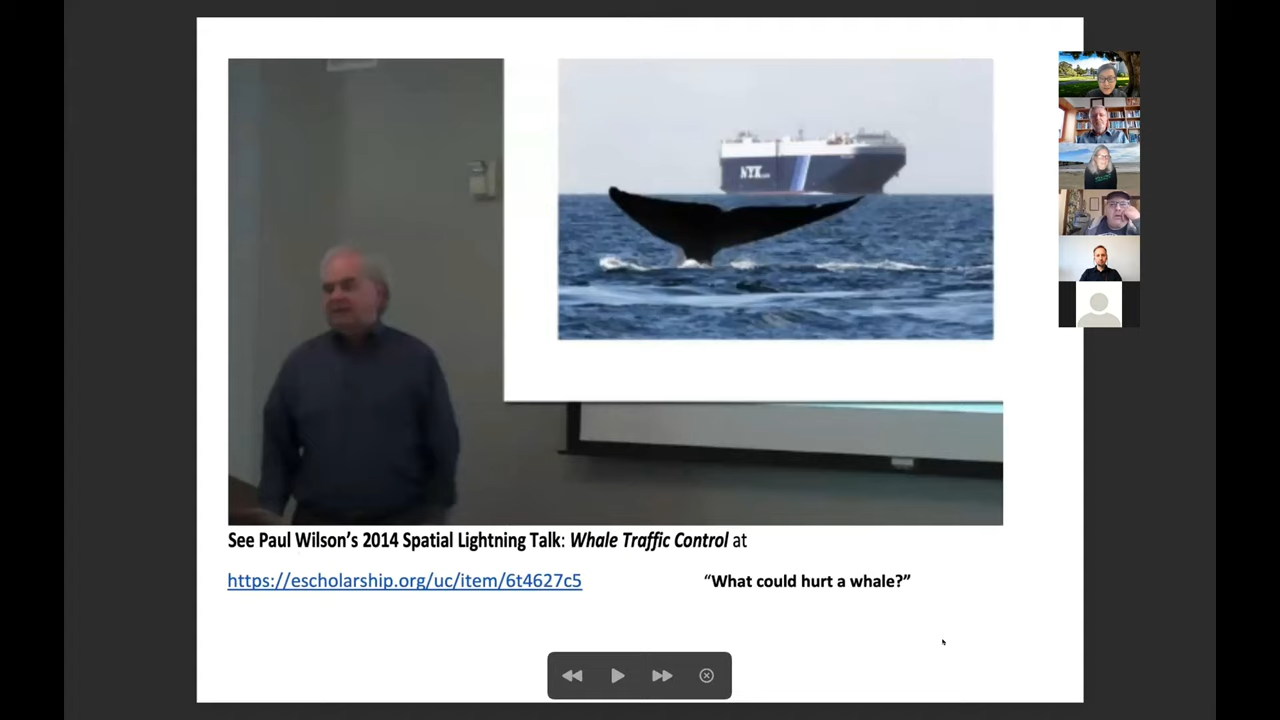 NYK
See Paul Wilson's 2014 Spatial Lightning Talk: Whale Traffic Control at
https://escholarship.org/uc/item/6t4627c5
“What could hurt a whale?”